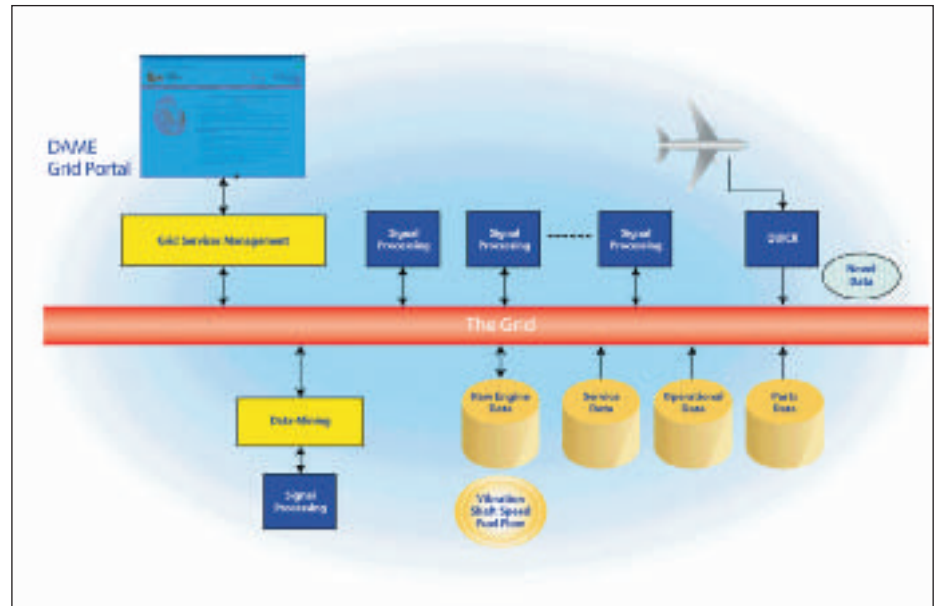 DAME
Grid Portal
Grid Services Management
Signal
Processing
Signal
Processing
Signal
Processing
QUICK
Novel
Data
The Grid
Data-Mining
Signal
Processing
Raw Engine
Data
Service
Data
Operational
Data
Parts
Data
Vibration
Shaft Speed
Fuel Flow